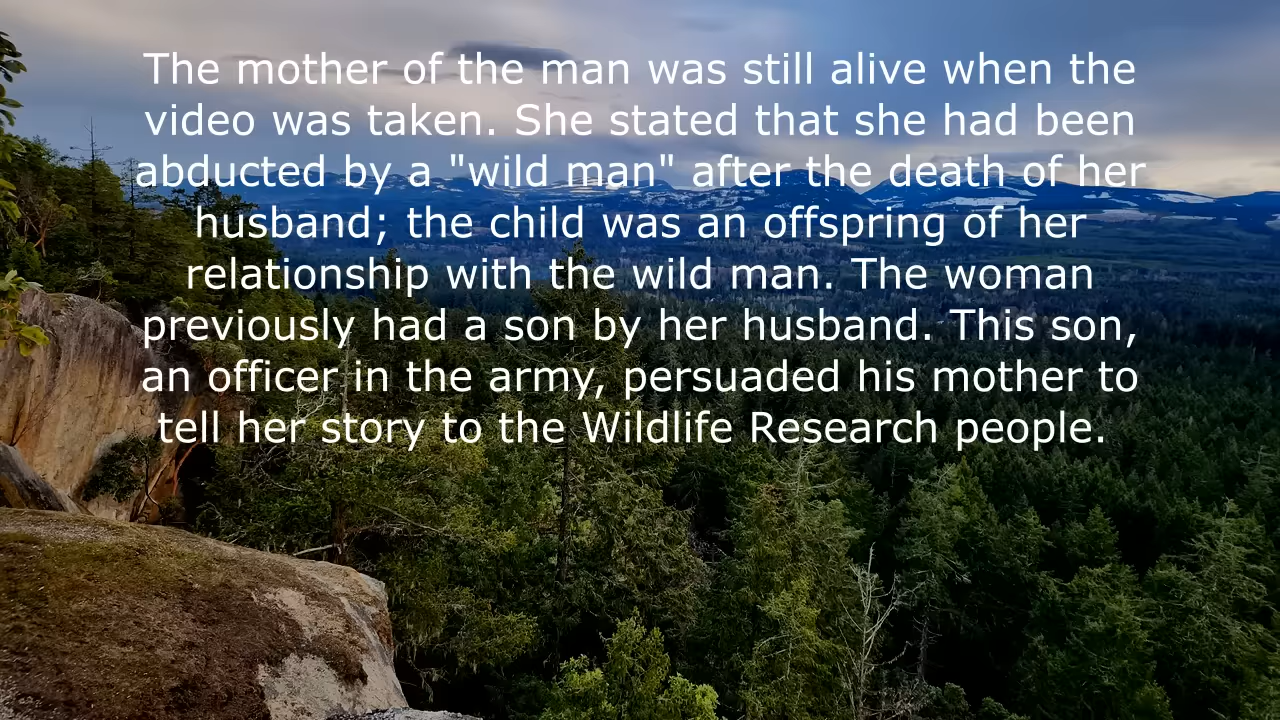 The mother of the man was still alive when the
video was taken. She stated that she had been
abducted by a "wild man" after the death of her
husband; the child was an offspring of her
relationship with the wild man. The woman
previously had a son by her husband. This son,
an officer in the army, persuaded his mother to
tell her story to the Wildlife Research people.